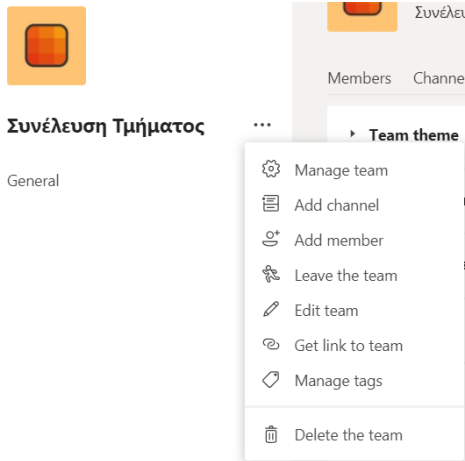 Συνέλευση Τμήματος
...
General
Members
Team theme
Manage team
Add channel
Add member
Leave the team
Edit team
Get link to team
Manage tags
Delete the team